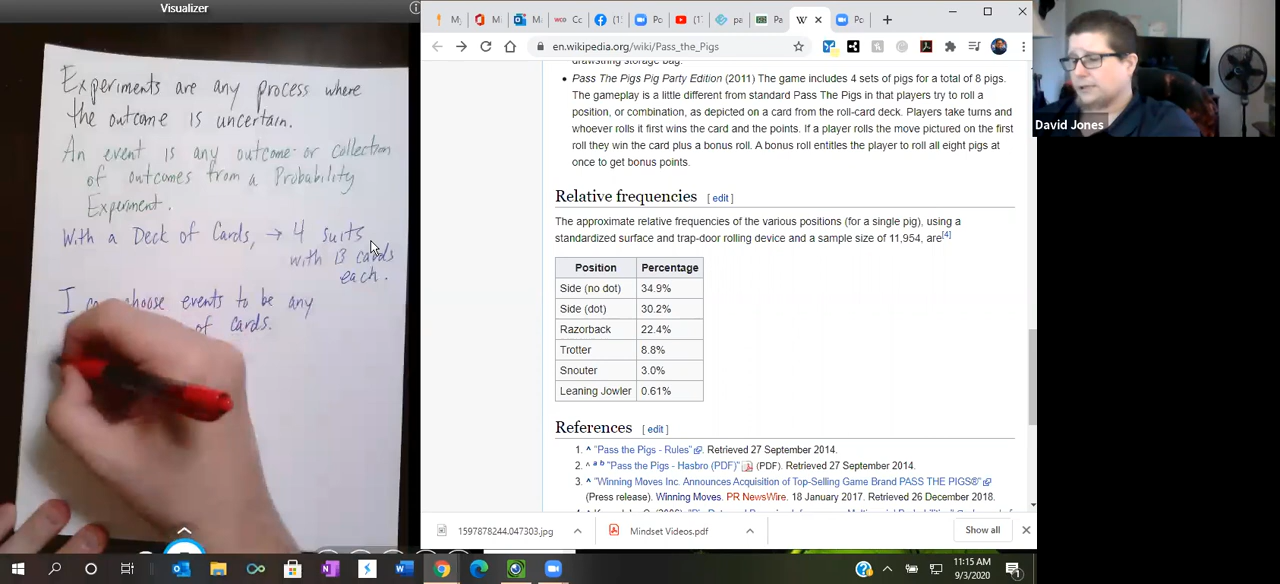 Visualizer
Experiments are any process where
the outcome is uncertain.
An event is any outcome or collection
of outcomes from a Probability
Experiment.
With a Deck of Cards, → 4 suits
with 13 cards
each.
I choose events to be any
of cards.
en.wikipedia.org/wiki/Pass_the_Pigs
drawstring storage bag.
• Pass The Pigs Pig Party Edition (2011) The game includes 4 sets of pigs for a total of 8 pigs.
The gameplay is a little different from standard Pass The Pigs in that players try to roll a
position, or combination, as depicted on a card from the roll-card deck. Players take turns and
whoever rolls it first wins the card and the points. If a player rolls the move pictured on the first
roll they win the card plus a bonus roll. A bonus roll entitles the player to roll all eight pigs at
once to get bonus points.
Relative frequencies [ edit ]
The approximate relative frequencies of the various positions (for a single pig), using a
standardized surface and trap-door rolling device and a sample size of 11,954, are[4]
Position Percentage
Side (no dot) 34.9%
Side (dot) 30.2%
Razorback 22.4%
Trotter 8.8%
Snouter 3.0%
Leaning Jowler 0.61%
References [ edit ]
1. ^ "Pass the Pigs - Rules". Retrieved 27 September 2014.
2. ^ a b "Pass the Pigs - Hasbro (PDF)" (PDF). Retrieved 27 September 2014.
3. ^ "Winning Moves Inc. Announces Acquisition of Top-Selling Game Brand PASS THE PIGS®"
(Press release). Winning Moves. PR NewsWire. 18 January 2017. Retrieved 26 December 2018.
1597878244.047303.jpg
Mindset Videos.pdf
Show all
11:15 AM
9/3/2020
David Jones